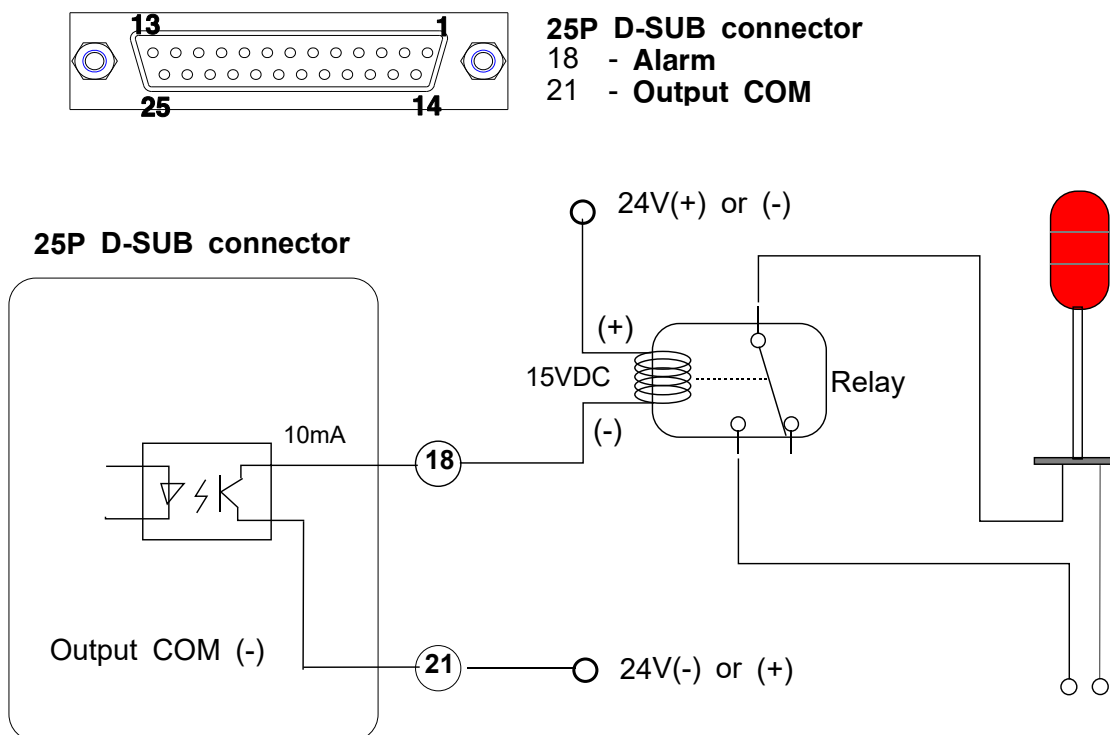 13 1
25 14
25P D-SUB connector
18 - Alarm
21 - Output COM
24V(+) or (-)
25P D-SUB connector
(+)
15VDC
Relay
(-)
10mA
18
Output COM (-)
21
24V(-) or (+)